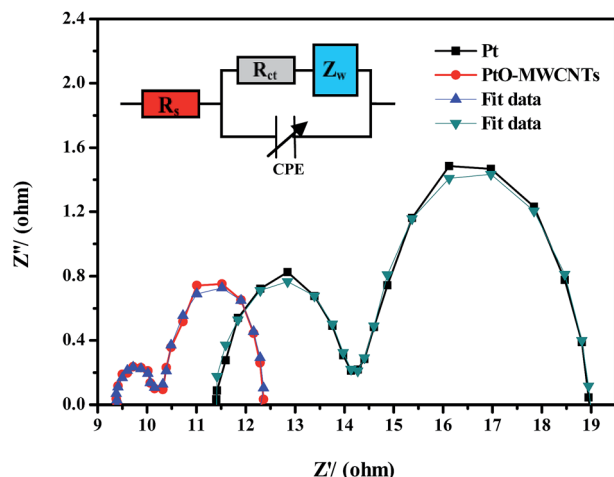 2.4
2.0
1.6
1.2
0.8
0.4
0.0
Z''/ (ohm)
Rs
Rct
Zw
CPE
Pt
PtO-MWCNTs
Fit data
Fit data
9 10 11 12 13 14 15 16 17 18 19
Z'/ (ohm)